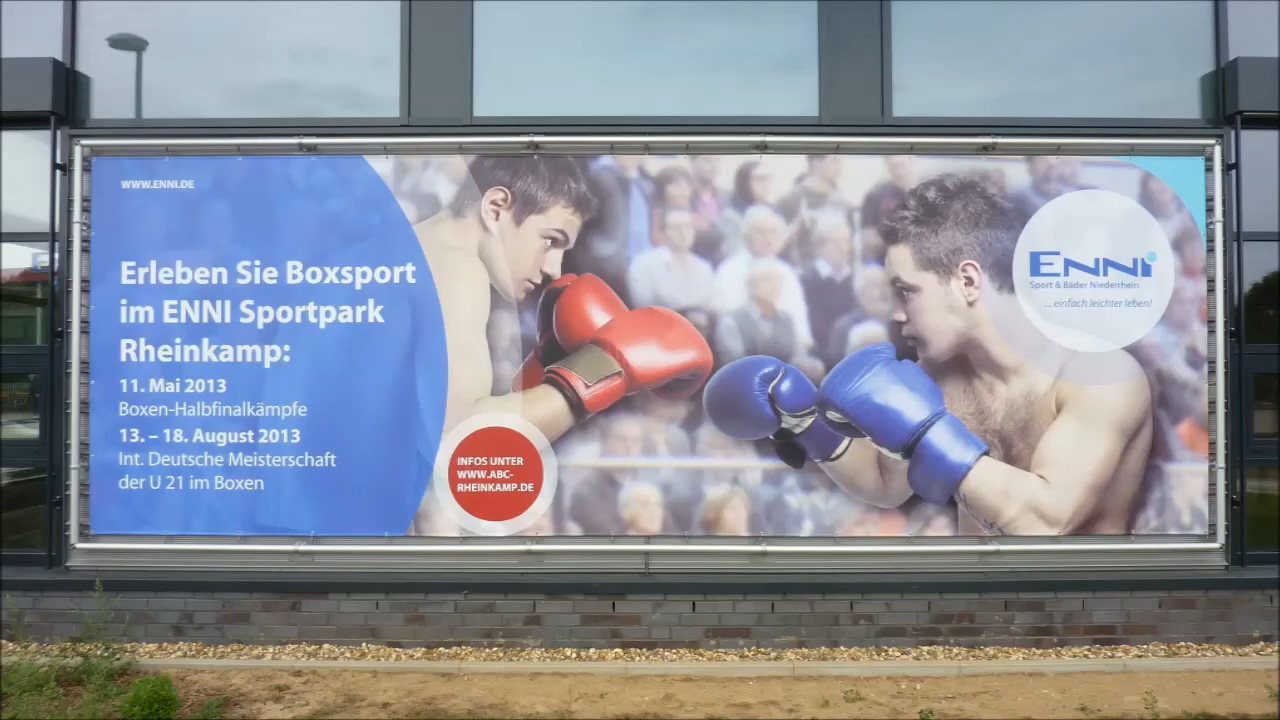 WWW.ENNI.DE
Erleben Sie Boxsport
im ENNI Sportpark
Rheinkamp:
11. Mai 2013
Boxen-Halbfinalkämpfe
13. – 18. August 2013
Int. Deutsche Meisterschaft
der U 21 im Boxen
INFOS UNTER
WWW.ABC-
RHEINKAMP.DE
ENNI
Sport & Bäder Niederrhein
...einfach leichter leben!